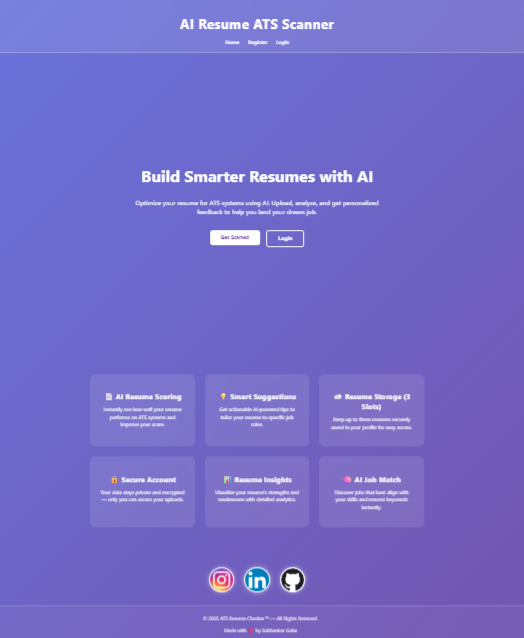 AI Resume ATS Scanner
Home Register Login
Build Smarter Resumes with AI
Optimize your resume for ATS systems using AI. Upload, analyze, and get personalized
feedback to help you land your dream job.
Get Started Login
AI Resume Scoring
Instantly see how well your resume
performs on ATS systems and
improve your score.
Smart Suggestions
Get actionable AI-powered tips to
tailor your resume to specific job
roles.
Resume Storage (3
Slots)
Keep up to three resumes securely
saved in your profile for easy access.
Secure Account
Your data stays private and encrypted
— only you can access your uploads.
Resume Insights
Visualize your resume's strengths and
weaknesses with detailed analytics.
AI Job Match
Discover jobs that best align with
your skills and resume keywords
instantly.
in
© 2025 ATS Resume Checker™ — All Rights Reserved.
Made with by Subhankar Guha